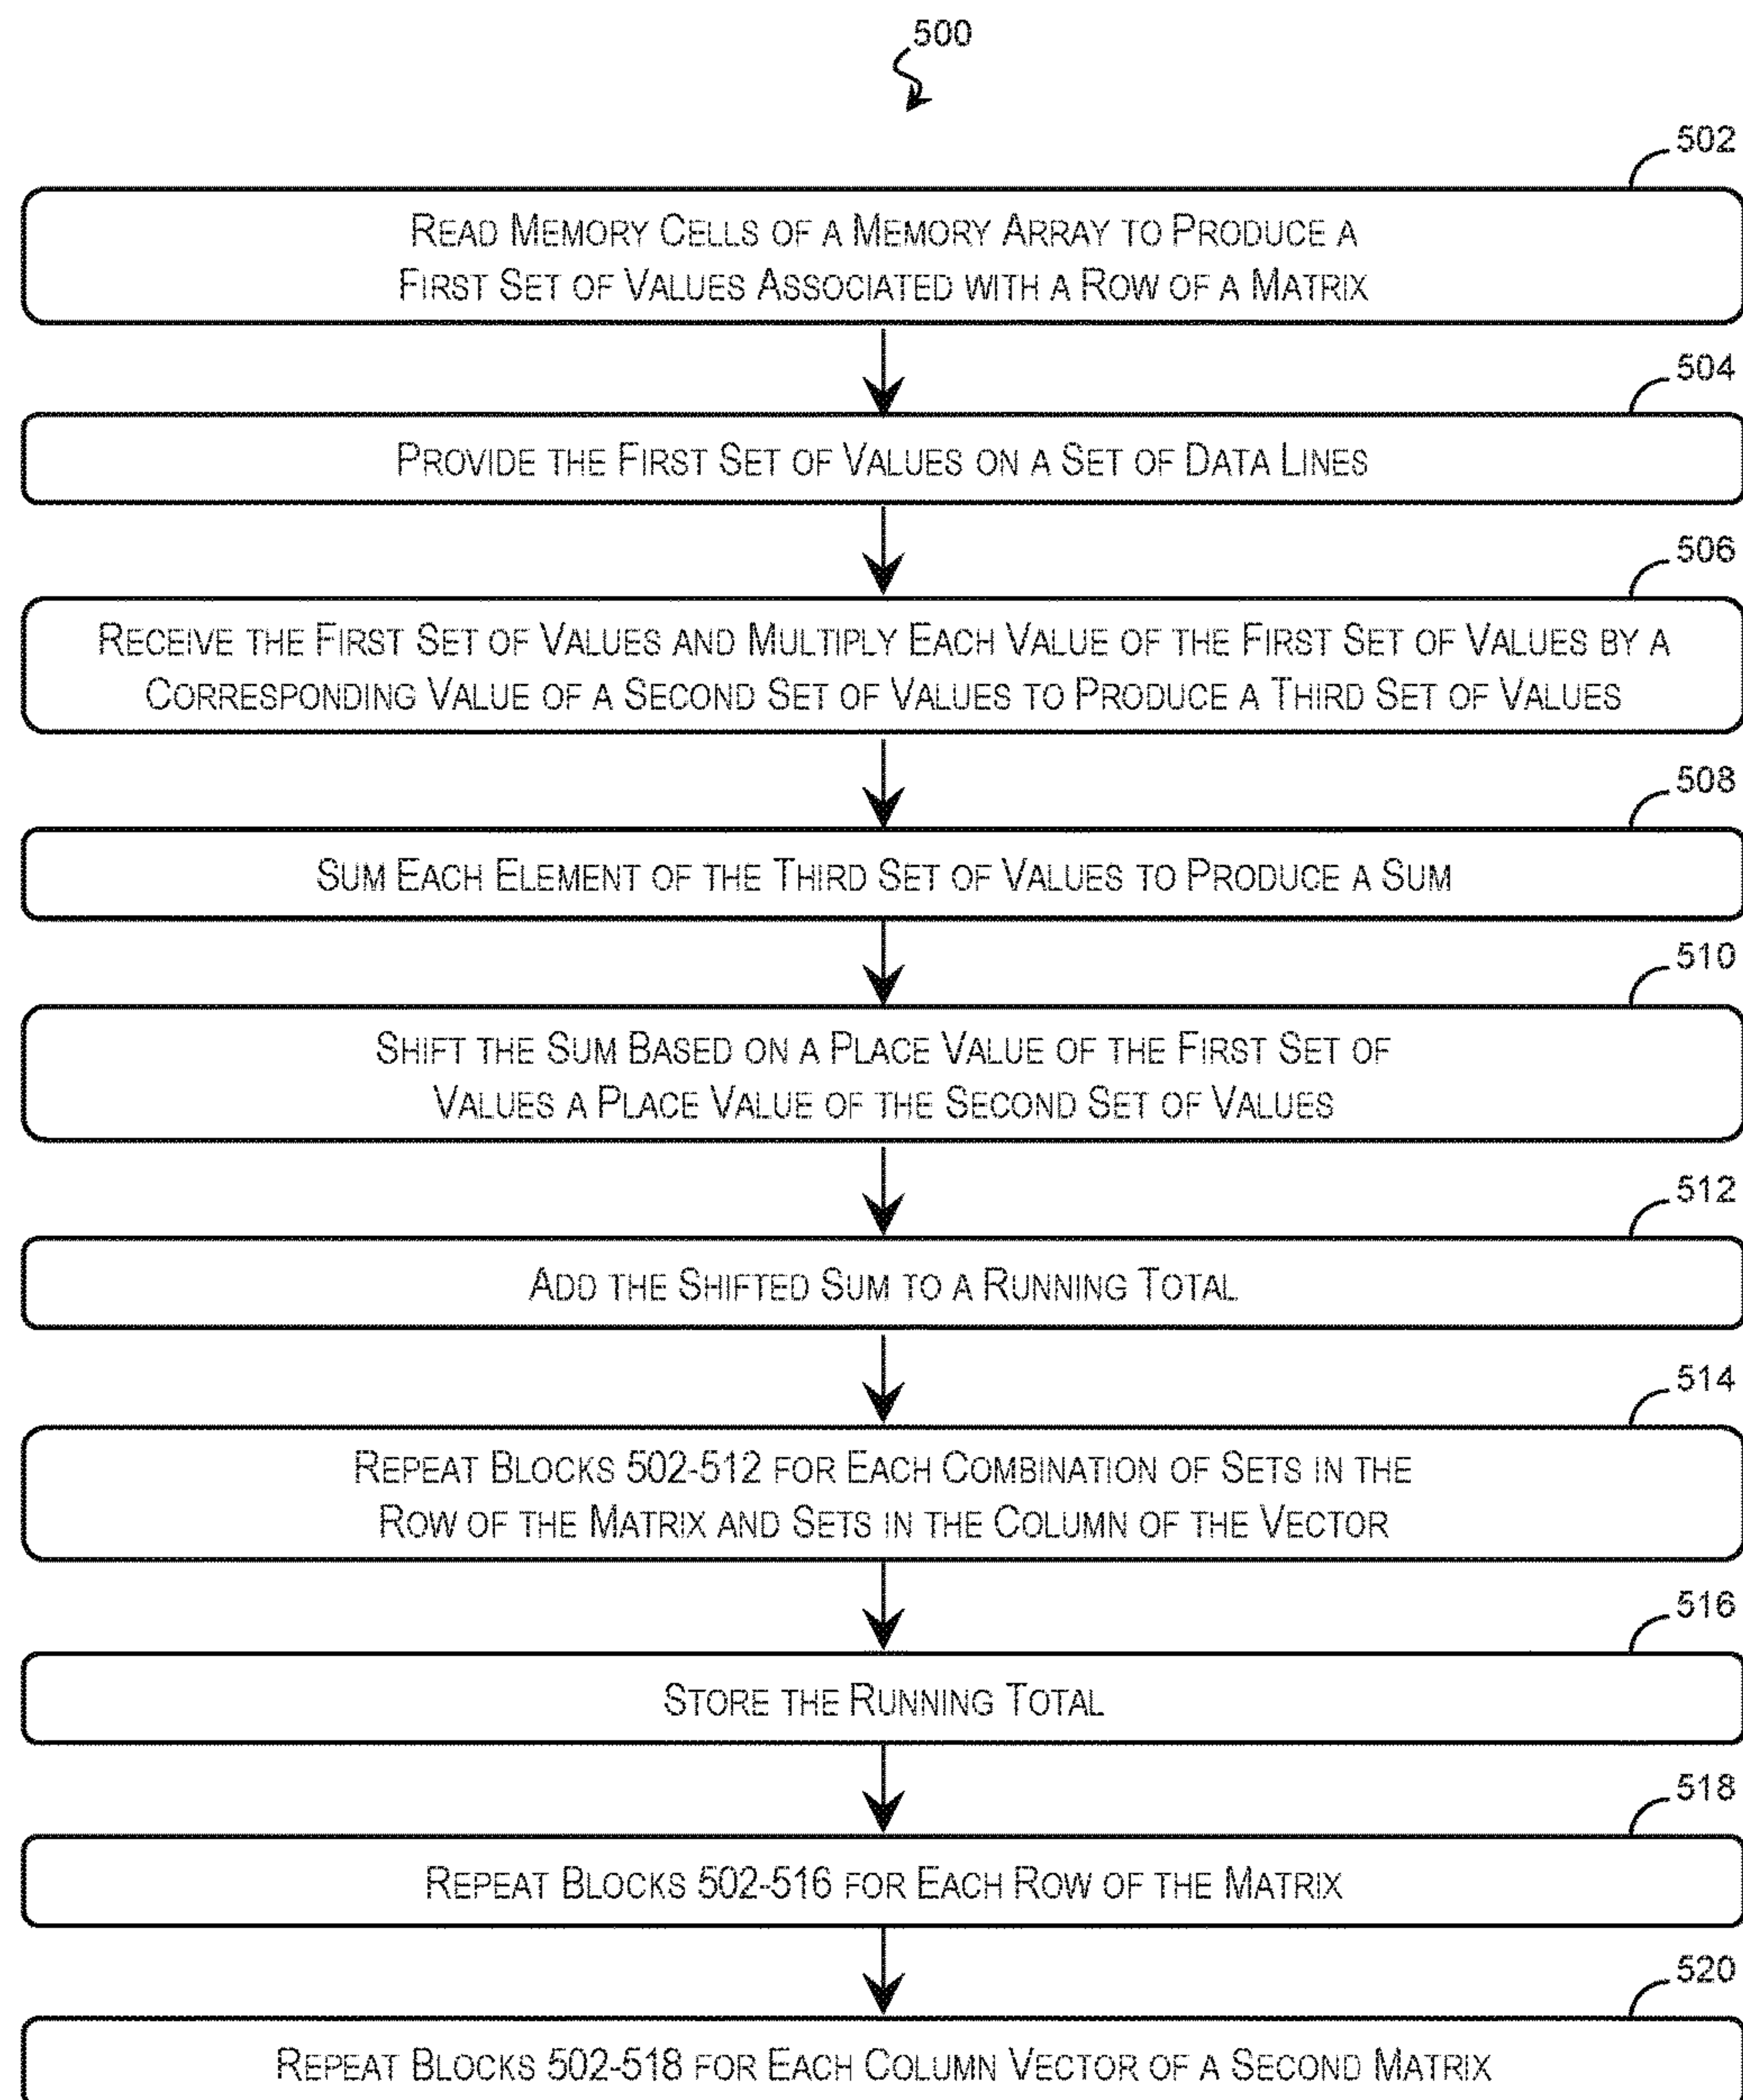 500
502
READ MEMORY CELLS OF A MEMORY ARRAY TO PRODUCE A
FIRST SET OF VALUES ASSOCIATED WITH A ROW OF A MATRIX
504
PROVIDE THE FIRST SET OF VALUES ON A SET OF DATA LINES
506
RECEIVE THE FIRST SET OF VALUES AND MULTIPLY EACH VALUE OF THE FIRST SET OF VALUES BY A
CORRESPONDING VALUE OF A SECOND SET OF VALUES TO PRODUCE A THIRD SET OF VALUES
508
SUM EACH ELEMENT OF THE THIRD SET OF VALUES TO PRODUCE A SUM
510
SHIFT THE SUM BASED ON A PLACE VALUE OF THE FIRST SET OF
VALUES A PLACE VALUE OF THE SECOND SET OF VALUES
512
ADD THE SHIFTED SUM TO A RUNNING TOTAL
514
REPEAT BLOCKS 502-512 FOR EACH COMBINATION OF SETS IN THE
ROW OF THE MATRIX AND SETS IN THE COLUMN OF THE VECTOR
516
STORE THE RUNNING TOTAL
518
REPEAT BLOCKS 502-516 FOR EACH ROW OF THE MATRIX
520
REPEAT BLOCKS 502-518 FOR EACH COLUMN VECTOR OF A SECOND MATRIX